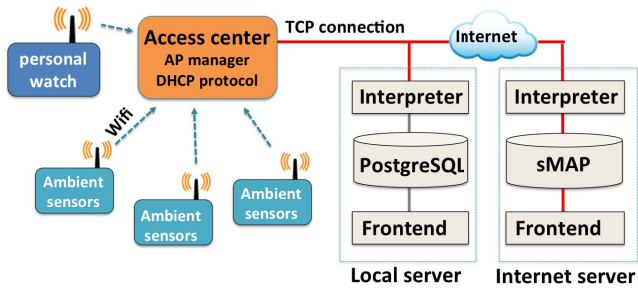 personal
watch
Access center
AP manager
DHCP protocol
TCP connection
Internet
Wifi
Ambient
sensors
Ambient
sensors
Ambient
sensors
Interpreter
PostgreSQL
Frontend
Local server
Interpreter
sMAP
Frontend
Internet server